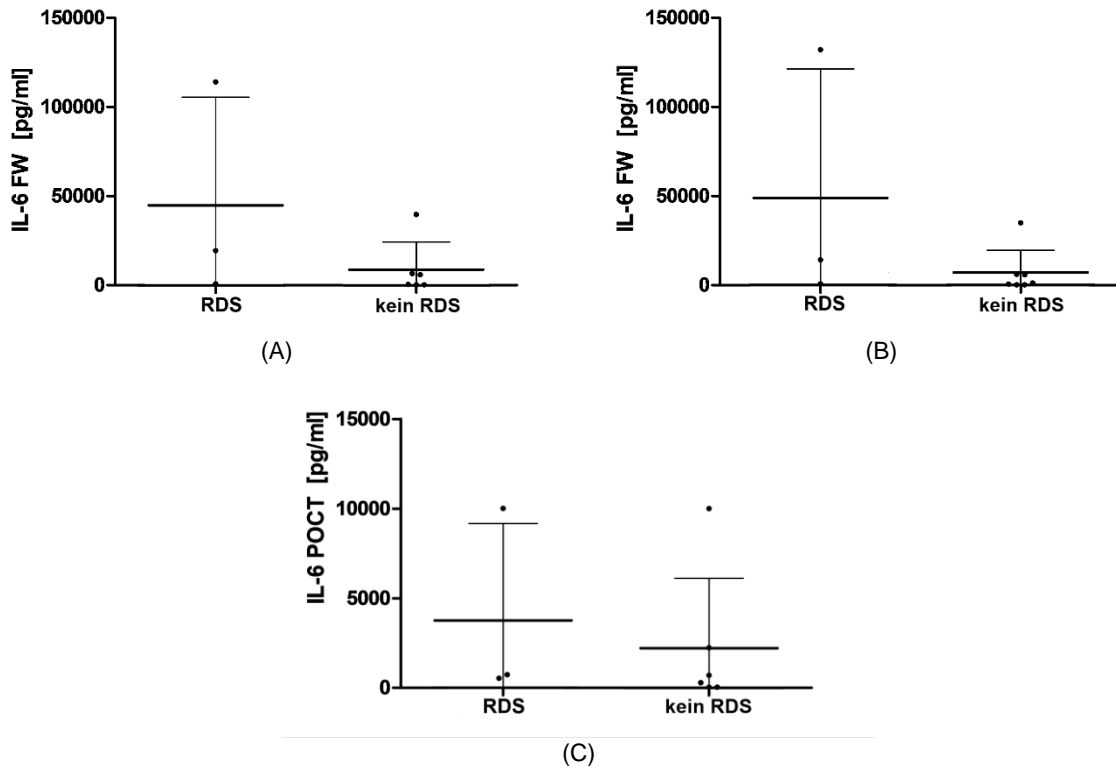 IL-6 FW [pg/ml]
150000
100000
50000
0
RDS
kein RDS
(A)
IL-6 FW [pg/ml]
150000
100000
50000
0
RDS
kein RDS
(B)
IL-6 POCT [pg/ml]
15000
10000
5000
0
RDS
kein RDS
(C)